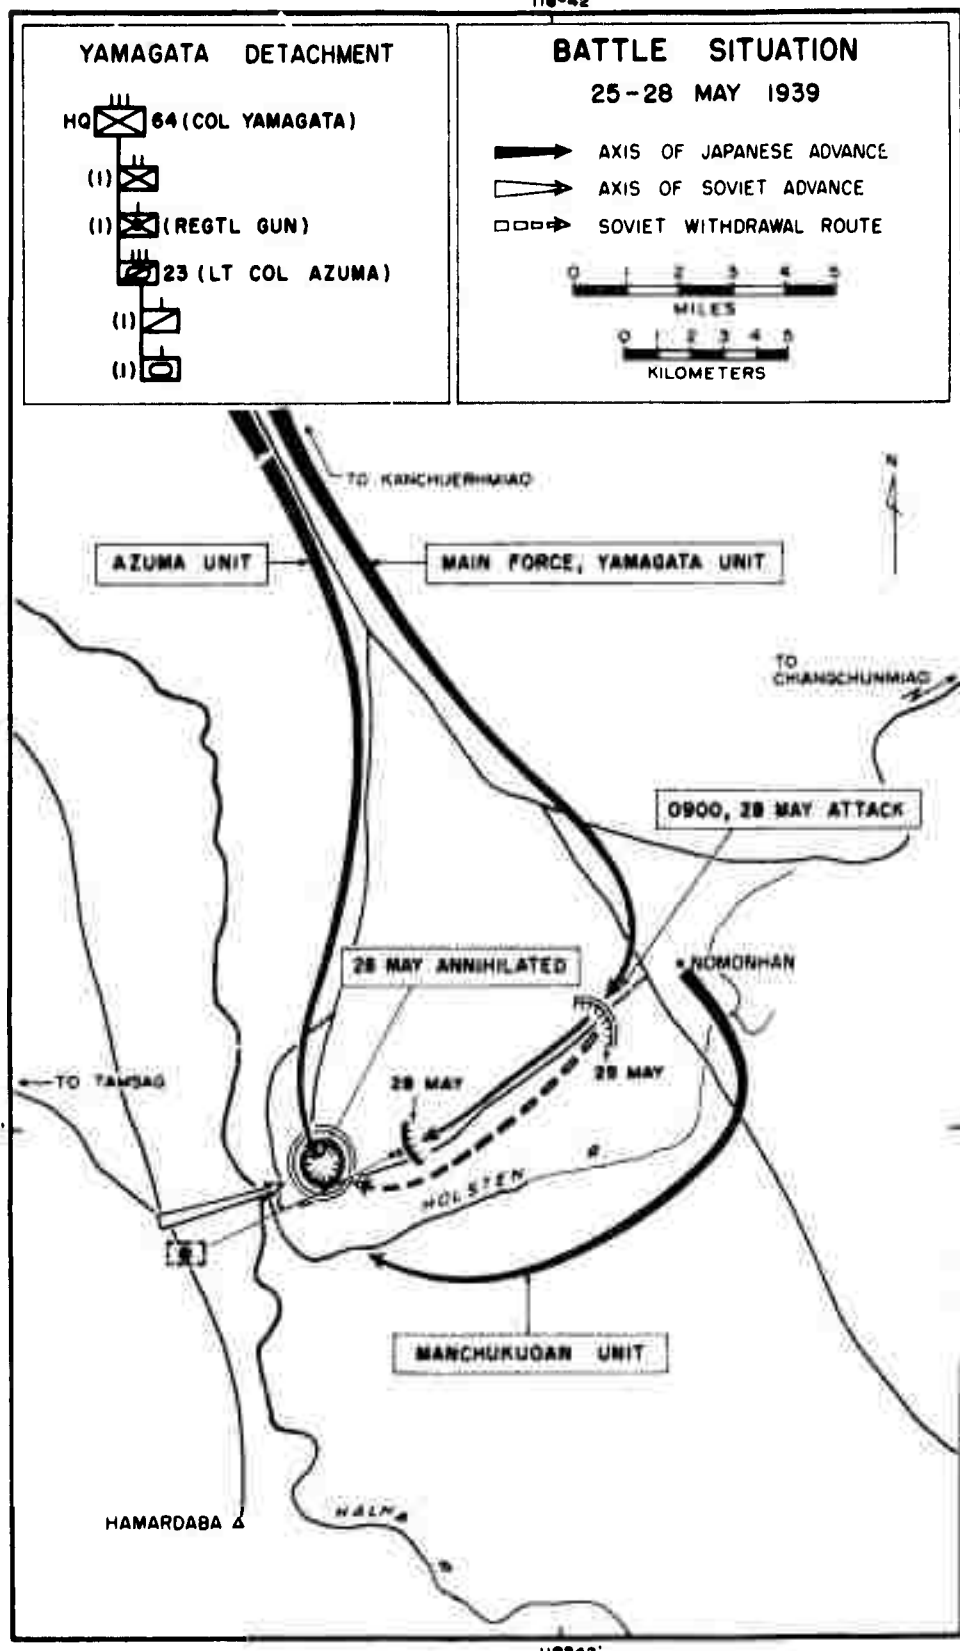 YAMAGATA DETACHMENT
HQ 64 (COL YAMAGATA)
(1)
(1) (REGTL GUN)
23 (LT COL AZUMA)
(1)
(1)
BATTLE SITUATION
25-28 MAY 1939
AXIS OF JAPANESE ADVANCE
AXIS OF SOVIET ADVANCE
SOVIET WITHDRAWAL ROUTE
0 1 2 3 4 5
MILES
0 1 2 3 4 5
KILOMETERS
TO KANCHUERHMIAO
N
AZUMA UNIT
MAIN FORCE, YAMAGATA UNIT
TO
CHIANGCHUNMIAO
0900, 28 MAY ATTACK
28 MAY ANNIHILATED
NOMONHAN
TO TAMSAG
28 MAY
28 MAY
HOLSTEN R.
MANCHUKUOAN UNIT
HAMARDABA
HALHA R